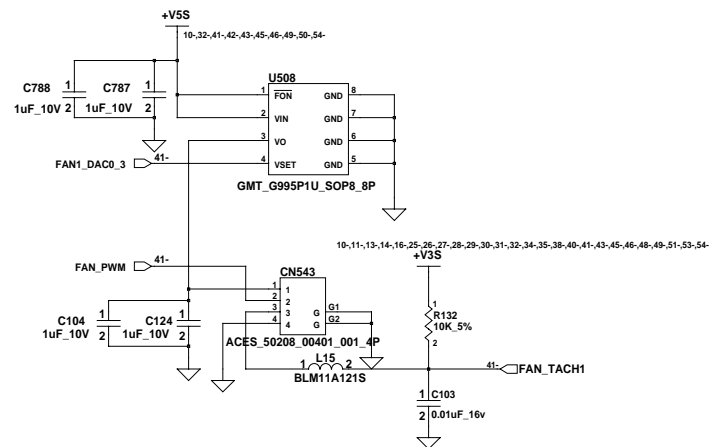 +V5S
10-,32-,41-,42-,43-,45-,46-,49-,50-,54-
U508
C788
C787
1
1
2
2
1uF_10V
1uF_10V
1 FON GND 8
2 VIN GND 7
3 VO GND 6
4 VSET GND 5
FAN1_DAC0_3 41-
GMT_G995P1U_SOP8_8P
10-,11-,13-,14-,16-,25-,26-,27-,28-,29-,30-,31-,32-,34-,35-,38-,40-,41-,43-,45-,46-,48-,49-,51-,53-,54-
+V3S
FAN_PWM 41-
CN543
1 1
2 2
3 3 G G1
4 4 G G2
1
R132
10K_5%
2
C104
C124
1
1
2
2
1uF_10V
1uF_10V
ACES_50208_00401_001_4P
L15
1 2
BLM11A121S
41- FAN_TACH1
1 C103
2 0.01uF_16v